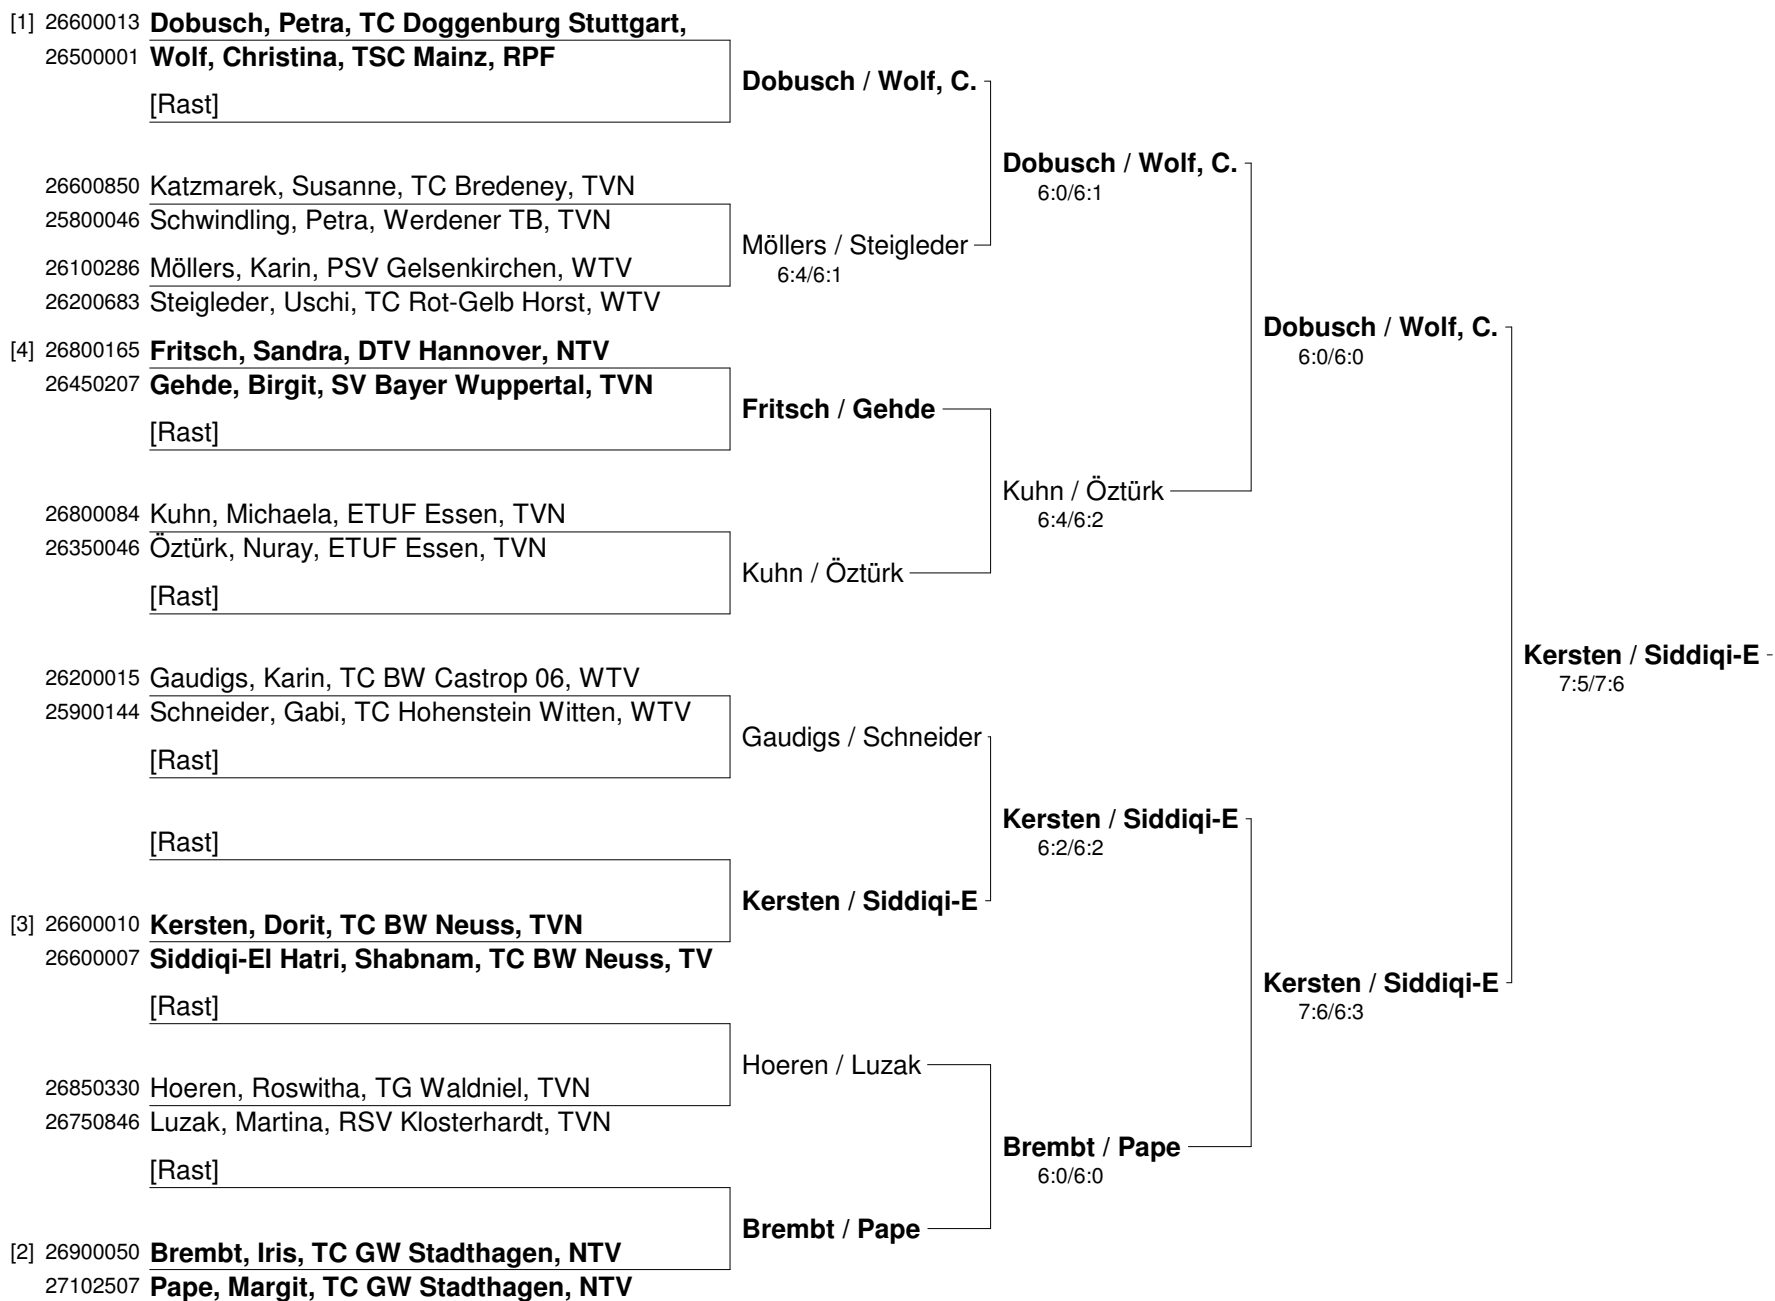 [1] 26600013 Dobusch, Petra, TC Doggenburg Stuttgart,
26500001 Wolf, Christina, TSC Mainz, RPF
[Rast]
Dobusch / Wolf, C.
26600850 Katzmarek, Susanne, TC Bredeney, TVN
25800046 Schwindling, Petra, Werdener TB, TVN
26100286 Möllers, Karin, PSV Gelsenkirchen, WTV
26200683 Steigleder, Uschi, TC Rot-Gelb Horst, WTV
Möllers / Steigleder
6:4/6:1
Dobusch / Wolf, C.
6:0/6:1
[4] 26800165 Fritsch, Sandra, DTV Hannover, NTV
26450207 Gehde, Birgit, SV Bayer Wuppertal, TVN
[Rast]
Fritsch / Gehde
26800084 Kuhn, Michaela, ETUF Essen, TVN
26350046 Öztürk, Nuray, ETUF Essen, TVN
[Rast]
Kuhn / Öztürk
Kuhn / Öztürk
6:4/6:2
Dobusch / Wolf, C.
6:0/6:0
26200015 Gaudigs, Karin, TC BW Castrop 06, WTV
25900144 Schneider, Gabi, TC Hohenstein Witten, WTV
[Rast]
Gaudigs / Schneider
[Rast]
[3] 26600010 Kersten, Dorit, TC BW Neuss, TVN
26600007 Siddiqi-El Hatri, Shabnam, TC BW Neuss, TV
Kersten / Siddiqi-E
Kersten / Siddiqi-E
6:2/6:2
[Rast]
26850330 Hoeren, Roswitha, TG Waldniel, TVN
26750846 Luzak, Martina, RSV Klosterhardt, TVN
Hoeren / Luzak
[Rast]
[2] 26900050 Brembt, Iris, TC GW Stadthagen, NTV
27102507 Pape, Margit, TC GW Stadthagen, NTV
Brembt / Pape
Brembt / Pape
6:0/6:0
Kersten / Siddiqi-E
7:6/6:3
Kersten / Siddiqi-E
7:5/7:6